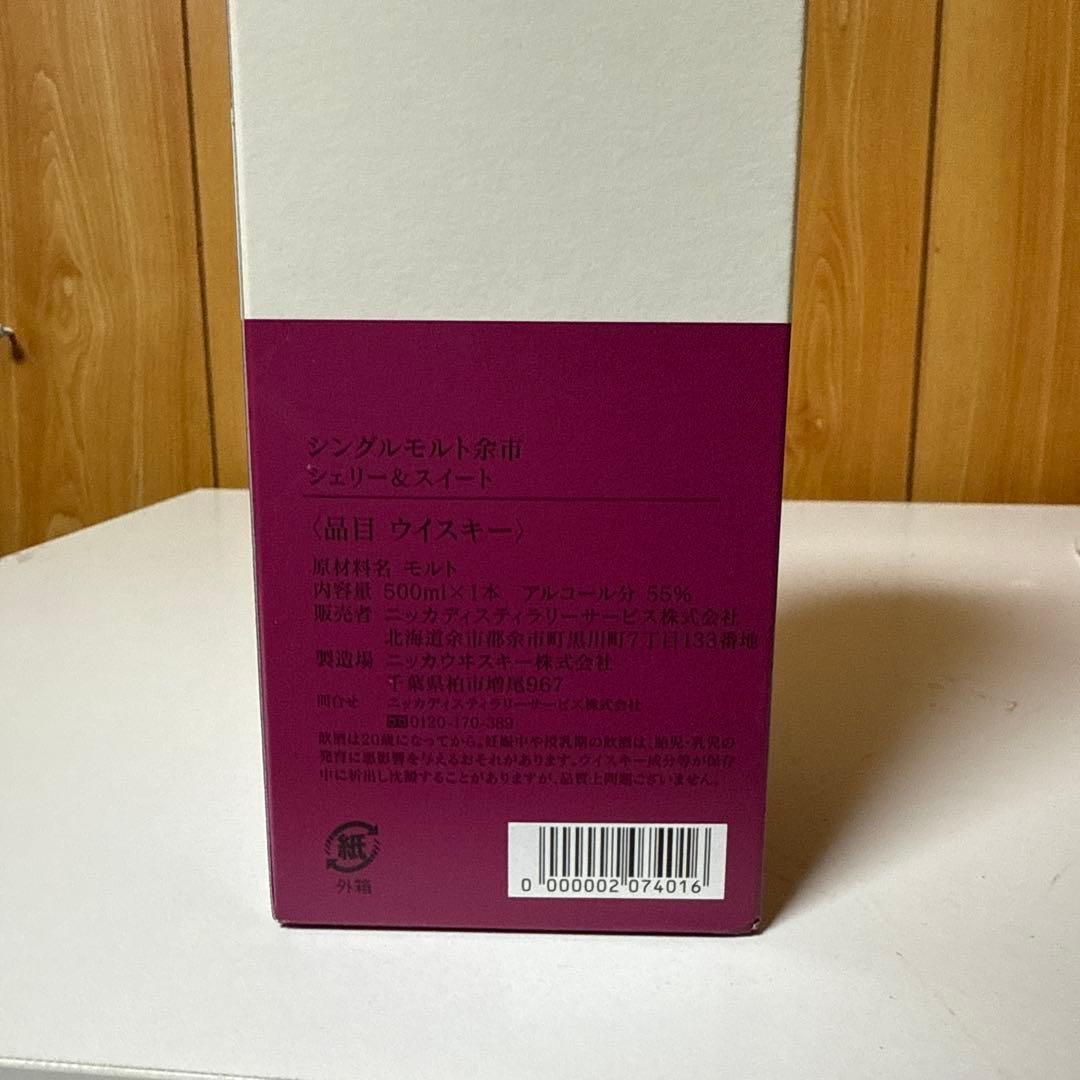 シングルモルト余市
シェリー&スイート
〈品目 ウイスキー〉
原材料名 モルト
内容量 500ml×1本 アルコール分 55%
販売者 ニッカディスティラリーサービス株式会社
北海道余市郡余市町黒川町7丁目133番地
製造場 ニッカウヰスキー株式会社
千葉県柏市増尾967
問合せ ニッカディスティラリーサービス株式会社
0120-170-389
飲酒は20歳になってから。妊娠中や授乳期の飲酒は、胎児・乳児の
発育に悪影響を与えるおそれがあります。ウイスキー成分等が保存
中に析出し沈澱することがありますが、品質上問題ございません。
紙
外箱
0 000002 074016